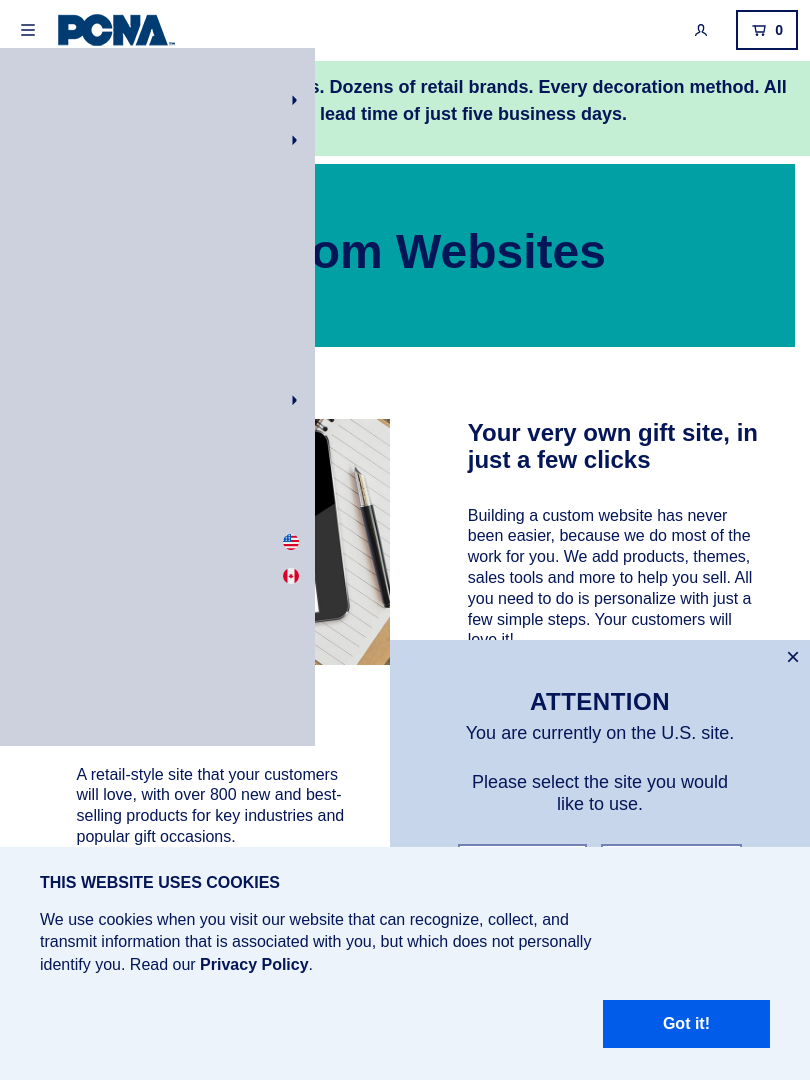 PCNA
0
Dozens of retail brands. Every decoration method. All
lead time of just five business days.
Websites
Your very own gift site, in
just a few clicks
Building a custom website has never
been easier, because we do most of the
work for you. We add products, themes,
sales tools and more to help you sell. All
you need to do is personalize with just a
few simple steps. Your customers will
love it!
ATTENTION
You are currently on the U.S. site.
Please select the site you would
like to use.
A retail-style site that your customers
will love, with over 800 new and best-
selling products for key industries and
popular gift occasions.
THIS WEBSITE USES COOKIES
We use cookies when you visit our website that can recognize, collect, and
transmit information that is associated with you, but which does not personally
identify you. Read our Privacy Policy.
Got it!